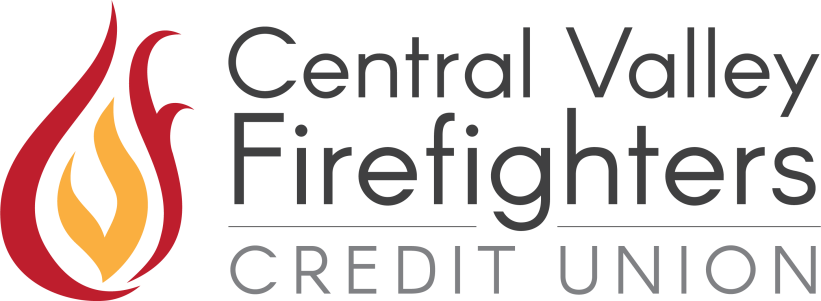 Central Valley
Firefighters
CREDIT UNION